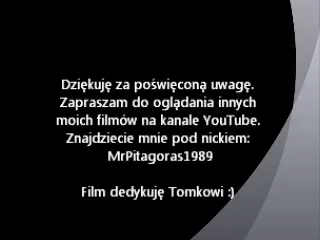 Dziękuję za poświęconą uwagę.
Zapraszam do oglądania innych
moich filmów na kanale YouTube.
Znajdziecie mnie pod nickiem:
MrPitagoras1989
Film dedykuję Tomkowi :)